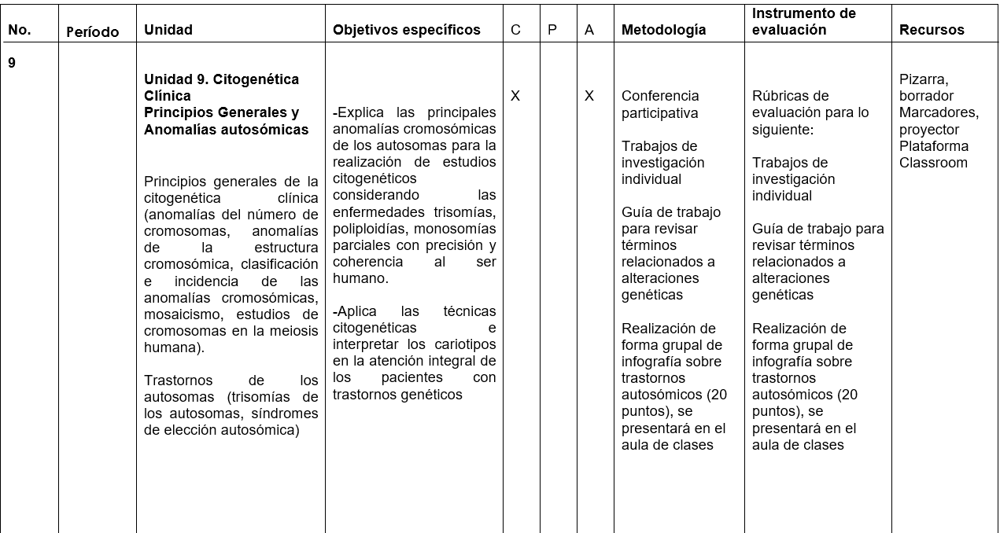 No.
Período
Unidad
Objetivos específicos
C
P
A
Metodología
Instrumento de
evaluación
Recursos
9
Unidad 9. Citogenética
Clínica
Principios Generales y
Anomalías autosómicas
Principios generales de la
citogenética clínica
(anomalías del número de
cromosomas, anomalías
de la estructura
cromosómica, clasificación
e incidencia de las
anomalías cromosómicas,
mosaicismo, estudios de
cromosomas en la meiosis
humana).
Trastornos de los
autosomas (trisomías de
los autosomas, síndromes
de elección autosómica)
-Explica las principales
anomalías cromosómicas
de los autosomas para la
realización de estudios
citogenéticos
considerando las
enfermedades trisomías,
poliploidías, monosomías
parciales con precisión y
coherencia al ser
humano.
-Aplica las técnicas
citogenéticas e
interpretar los cariotipos
en la atención integral de
los pacientes con
trastornos genéticos
X
X
Conferencia
participativa
Trabajos de
investigación
individual
Guía de trabajo
para revisar
términos
relacionados a
alteraciones
genéticas
Realización de
forma grupal de
infografía sobre
trastornos
autosómicos (20
puntos), se
presentará en el
aula de clases
Rúbricas de
evaluación para lo
siguiente:
Trabajos de
investigación
individual
Guía de trabajo para
revisar términos
relacionados a
alteraciones
genéticas
Realización de
forma grupal de
infografía sobre
trastornos
autosómicos (20
puntos), se
presentará en el
aula de clases
Pizarra,
borrador
Marcadores,
proyector
Plataforma
Classroom